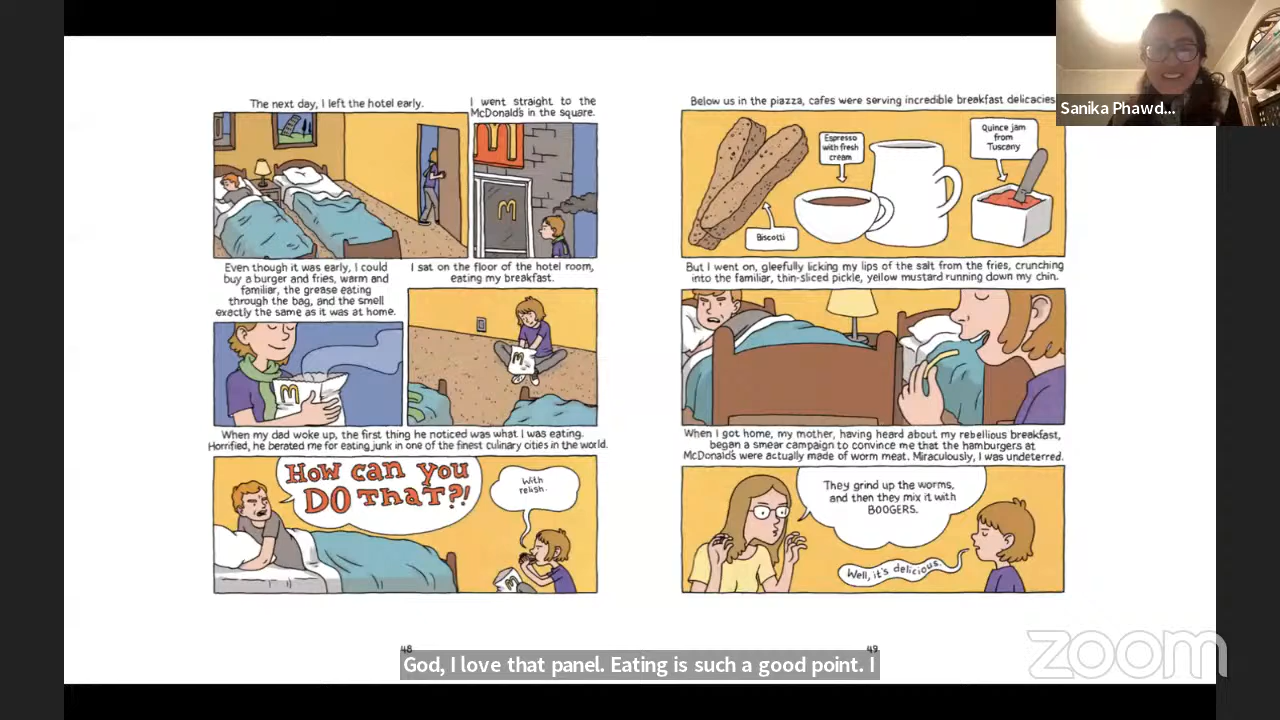 The next day, I left the hotel early.
I went straight to the
McDonald's in the square.
M
M
Even though it was early, I could
buy a burger and fries, warm and
familiar, the grease eating
through the bag, and the smell
exactly the same as it was at home.
M
I sat on the floor of the hotel room,
eating my breakfast.
M
When my dad woke up, the first thing he noticed was what I was eating.
Horrified, he berated me for eating junk in one of the finest culinary cities in the world.
HOW CAN YOU
DO THAT?!
With
relish.
M
48
Below us in the piazza, cafes were serving incredible breakfast delicacies
Biscotti
Espresso
with fresh
cream
Quince jam
from
Tuscany
But I went on, gleefully licking my lips of the salt from the fries, crunching
into the familiar, thin-sliced pickle, yellow mustard running down my chin.
When I got home, my mother, having heard about my rebellious breakfast,
began a smear campaign to convince me that the hamburgers at
McDonald's were actually made of worm meat. Miraculously, I was undeterred.
They grind up the worms,
and then they mix it with
BOOGERS.
Well, it's delicious.
49
Sanika Phawd...
God, I love that panel. Eating is such a good point. I
zoom